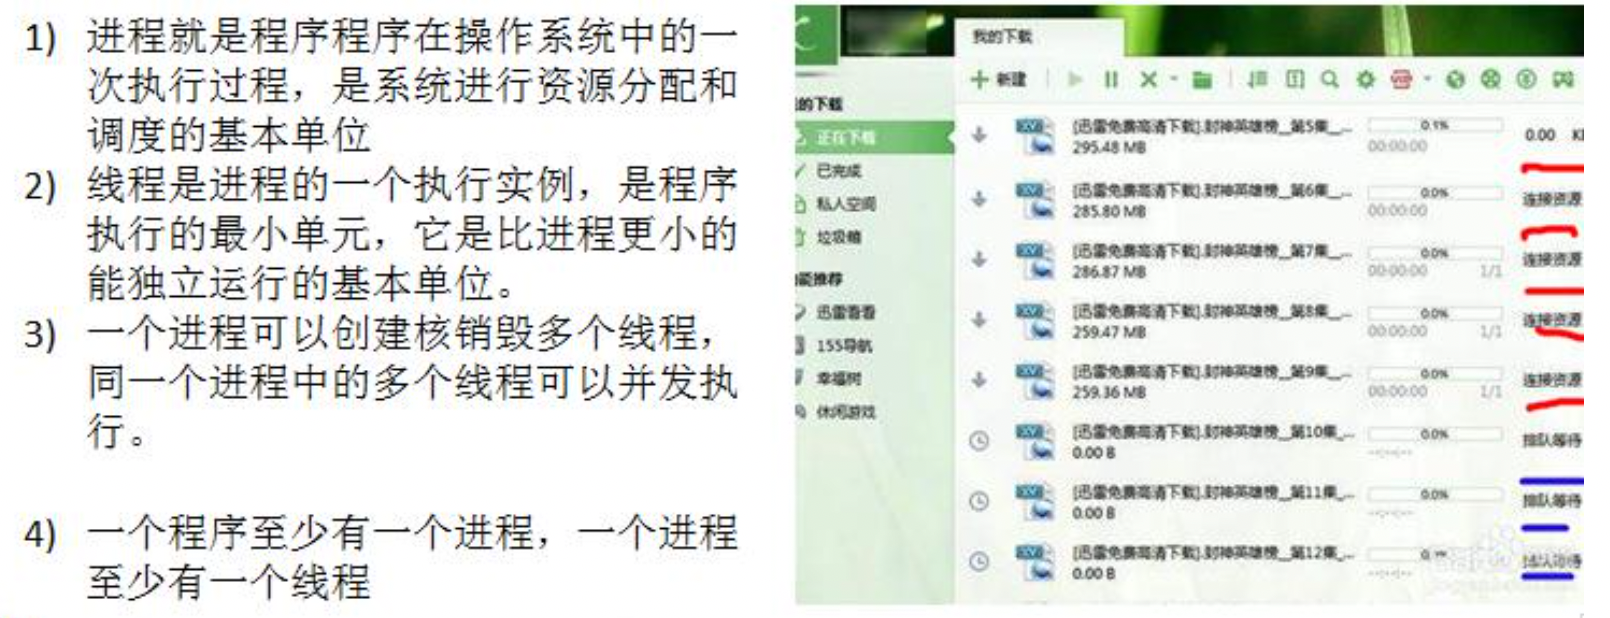 1) 进程就是程序程序在操作系统中的一
次执行过程，是系统进行资源分配和
调度的基本单位
2) 线程是进程的一个执行实例，是程序
执行的最小单元，它是比进程更小的
能独立运行的基本单位。
3) 一个进程可以创建核销毁多个线程，
同一个进程中的多个线程可以并发执
行。
4) 一个程序至少有一个进程，一个进程
至少有一个线程
我的下载
新建
的下载
正在下载
已完成
私人空间
垃圾箱
能推荐
迅雷看看
155导航
幸福树
休闲游戏
[迅雷免费高清下载].封神英雄榜__第5集__... 0.1%
295.48 MB 00:00:00 0.00
[迅雷免费高清下载].封神英雄榜__第6集__... 0.0%
285.80 MB 00:00:00 连接资源
[迅雷免费高清下载].封神英雄榜__第7集__... 0.0%
286.87 MB 00:00:00 1/1 连接资源
[迅雷免费高清下载].封神英雄榜__第8集__... 0.0%
259.47 MB 00:00:00 1/1 连接资源
[迅雷免费高清下载].封神英雄榜__第9集__... 0.0%
259.36 MB 00:00:00 1/1 连接资源
[迅雷免费高清下载].封神英雄榜__第10集_... 0.0%
0.00 B --:--:-- 排队等待
[迅雷免费高清下载].封神英雄榜__第11集_... 0.0%
0.00 B --:--:-- 排队等待
[迅雷免费高清下载].封神英雄榜__第12集_...
0.00 B --:--:-- 排队等待